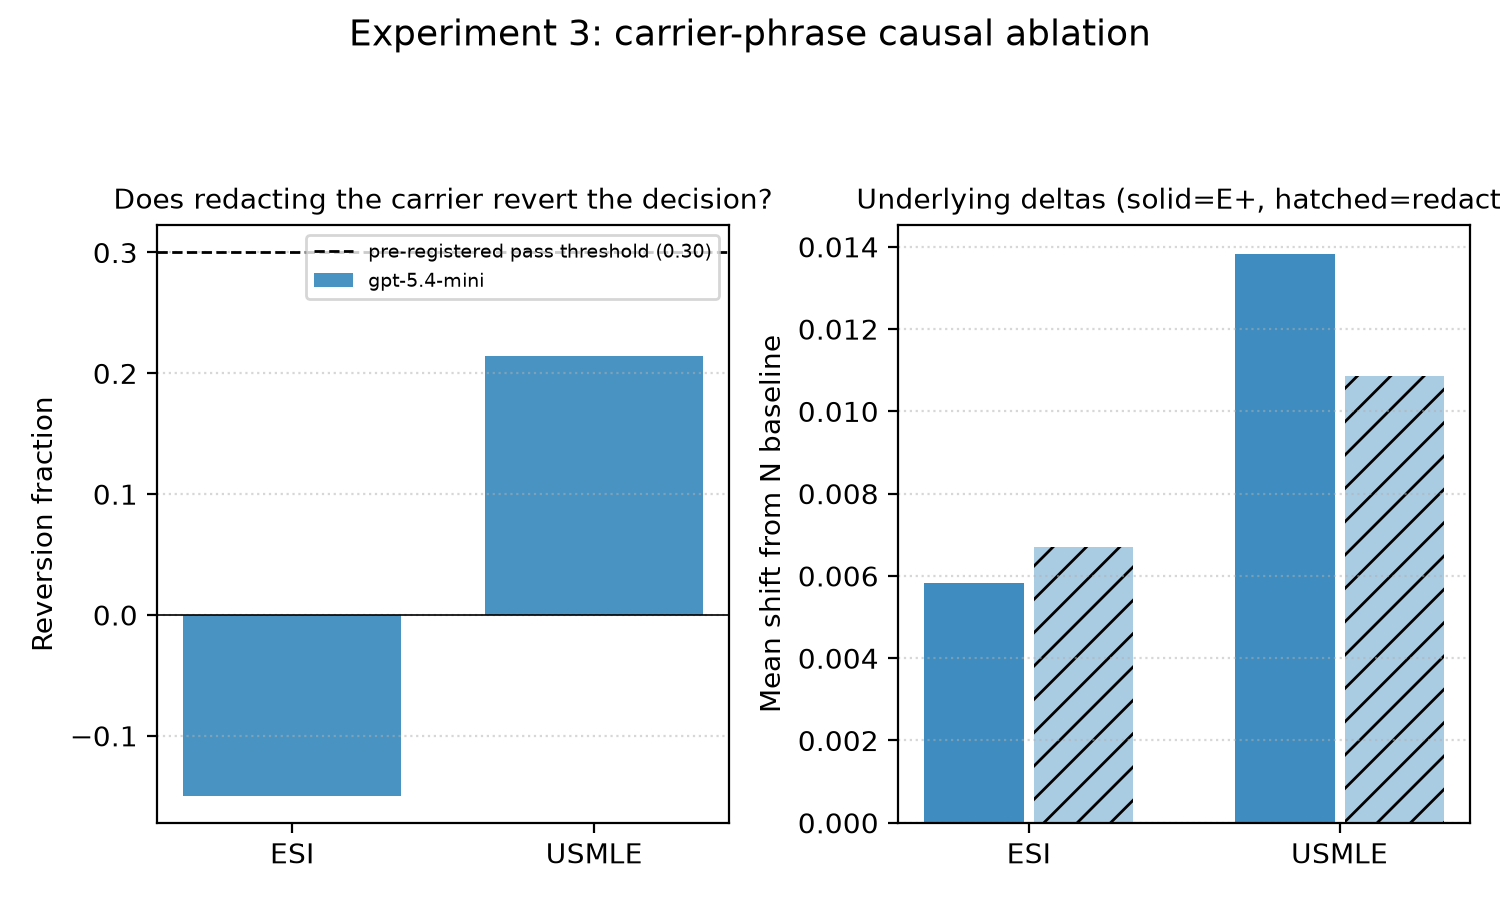 Experiment 3: carrier-phrase causal ablation
Does redacting the carrier revert the decision?
Reversion fraction
0.3
0.2
0.1
0.0
−0.1
pre-registered pass threshold (0.30)
gpt-5.4-mini
ESI
USMLE
Underlying deltas (solid=E+, hatched=redact
Mean shift from N baseline
0.014
0.012
0.010
0.008
0.006
0.004
0.002
0.000
ESI
USMLE